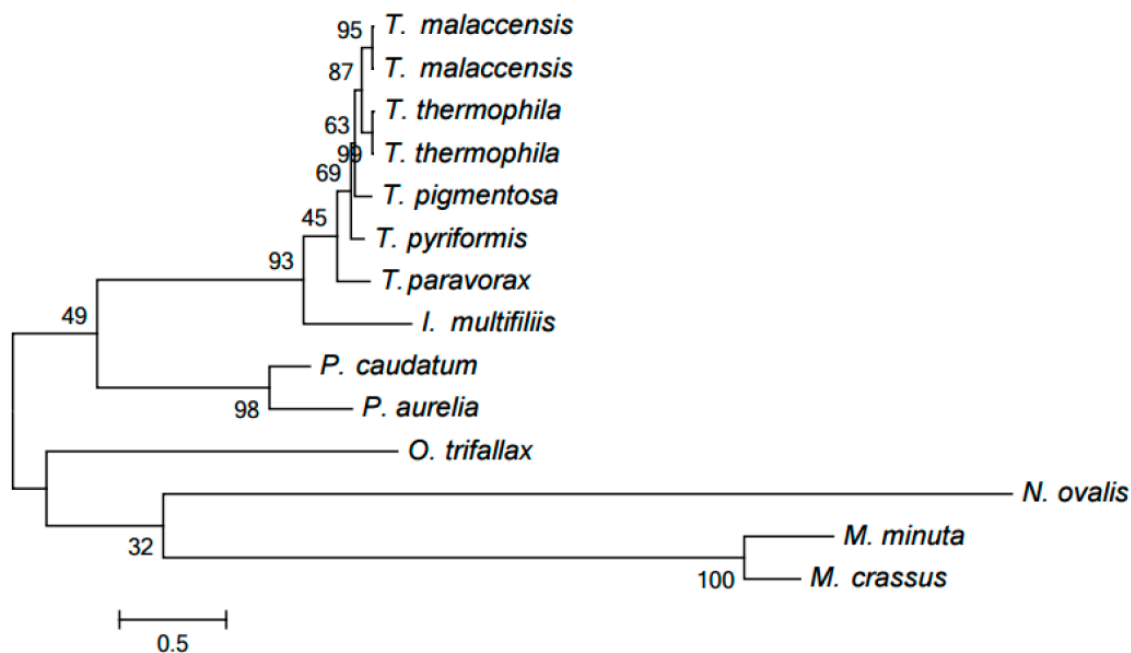 95 T. malaccensis
T. malaccensis
87
T. thermophila
63
99 T. thermophila
69
T. pigmentosa
45
T. pyriformis
93
T. paravorax
49 I. multifiliis
P. caudatum
98 P. aurelia
O. trifallax
N. ovalis
32 M. minuta
100 M. crassus
0.5